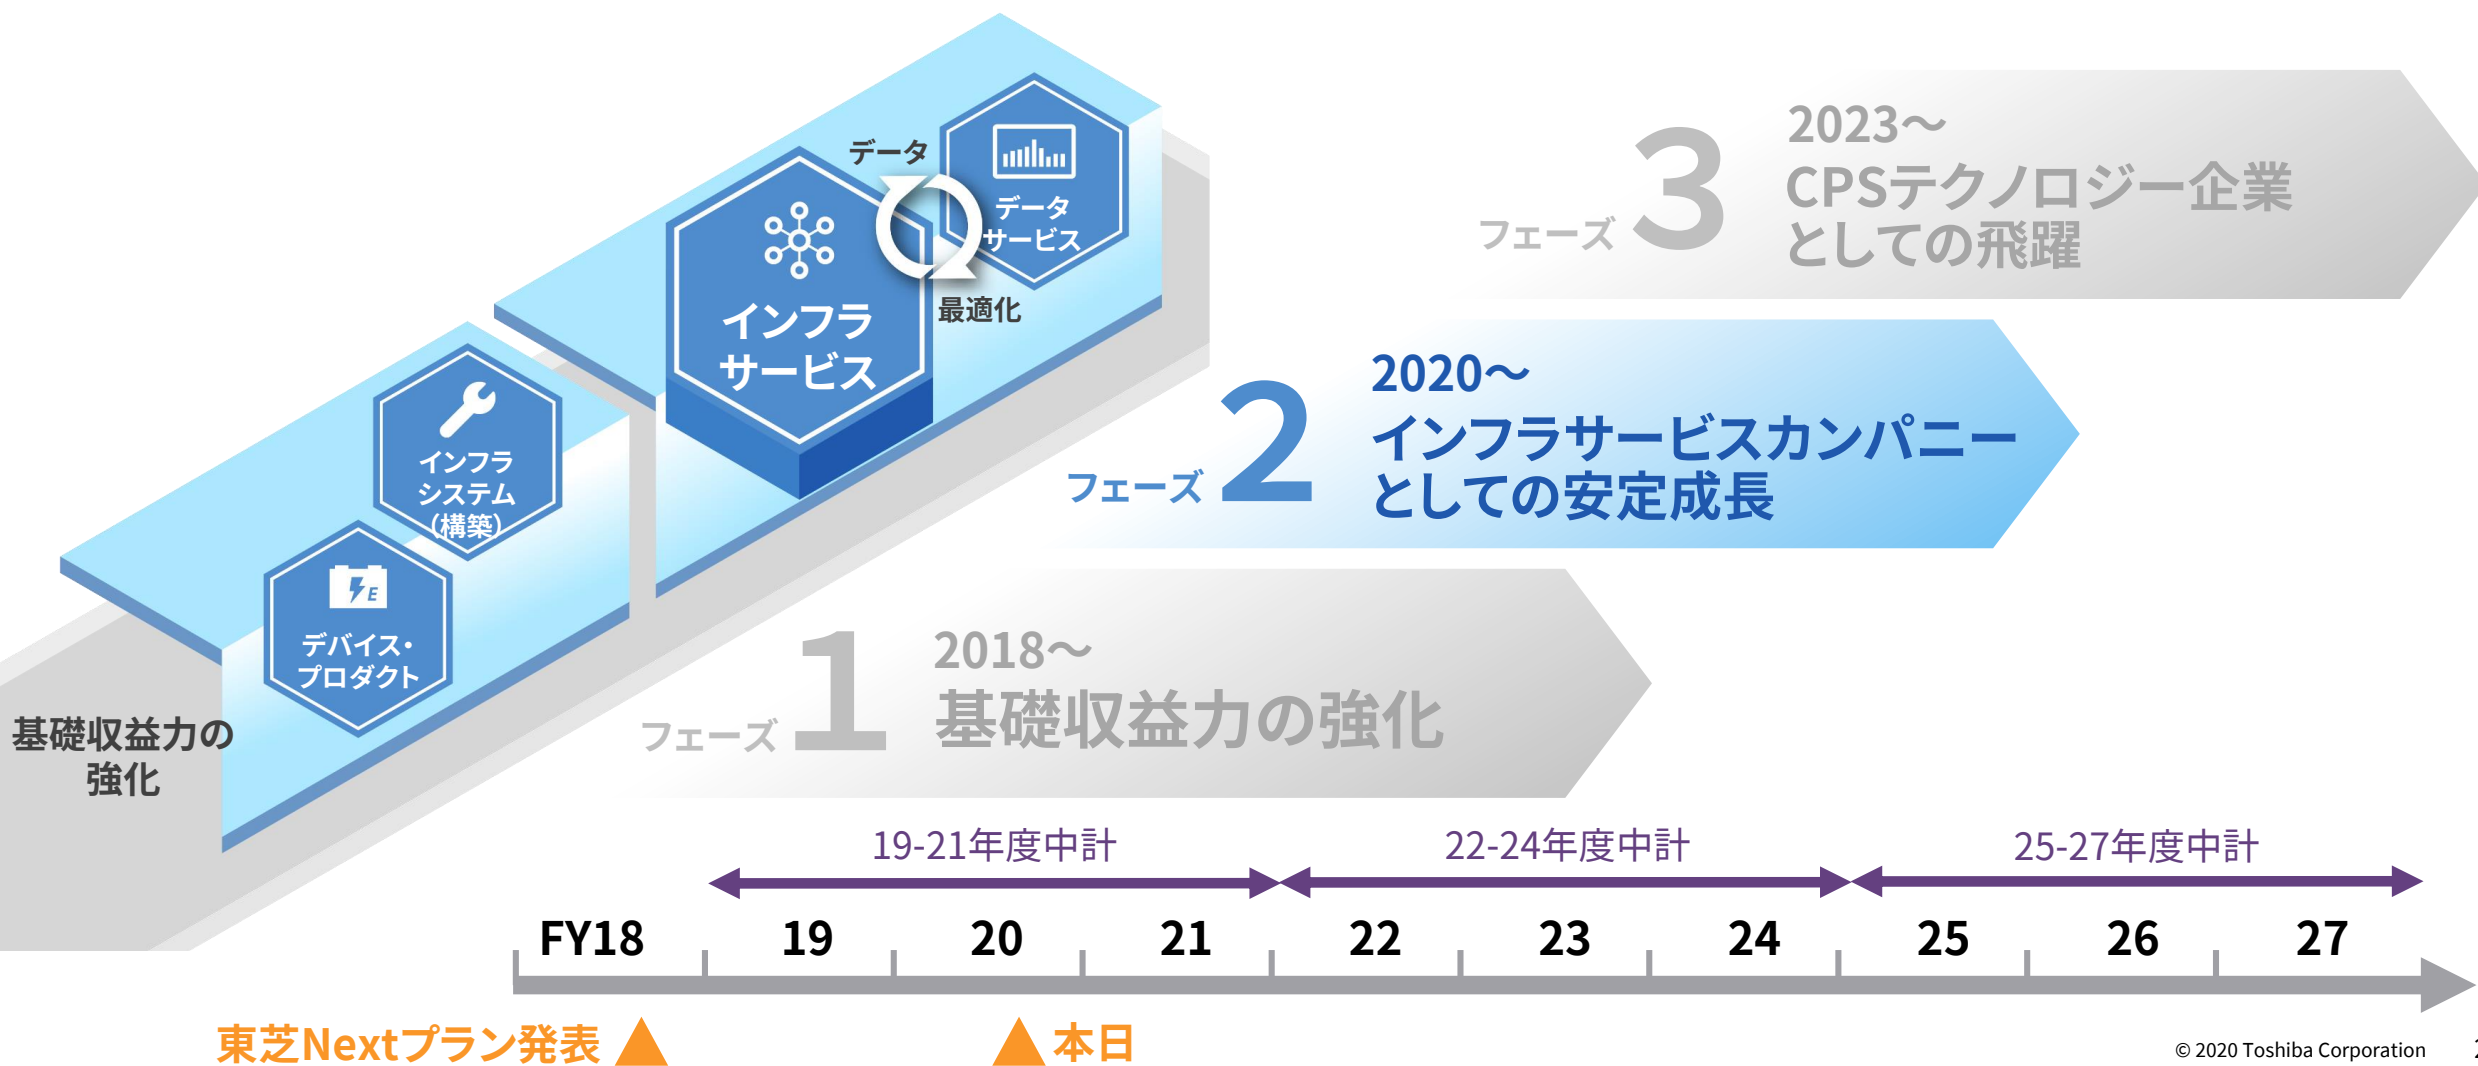 データ
データ
サービス
最適化
インフラ
サービス
インフラ
システム
（構築）
E
デバイス・
プロダクト
基礎収益力の
強化
フェーズ 3
2023～
CPSテクノロジー企業
としての飛躍
フェーズ 2
2020～
インフラサービスカンパニー
としての安定成長
フェーズ 1
2018～
基礎収益力の強化
19-21年度中計 22-24年度中計 25-27年度中計
FY18 19 20 21 22 23 24 25 26 27
東芝Nextプラン発表 ▲ ▲ 本日
© 2020 Toshiba Corporation